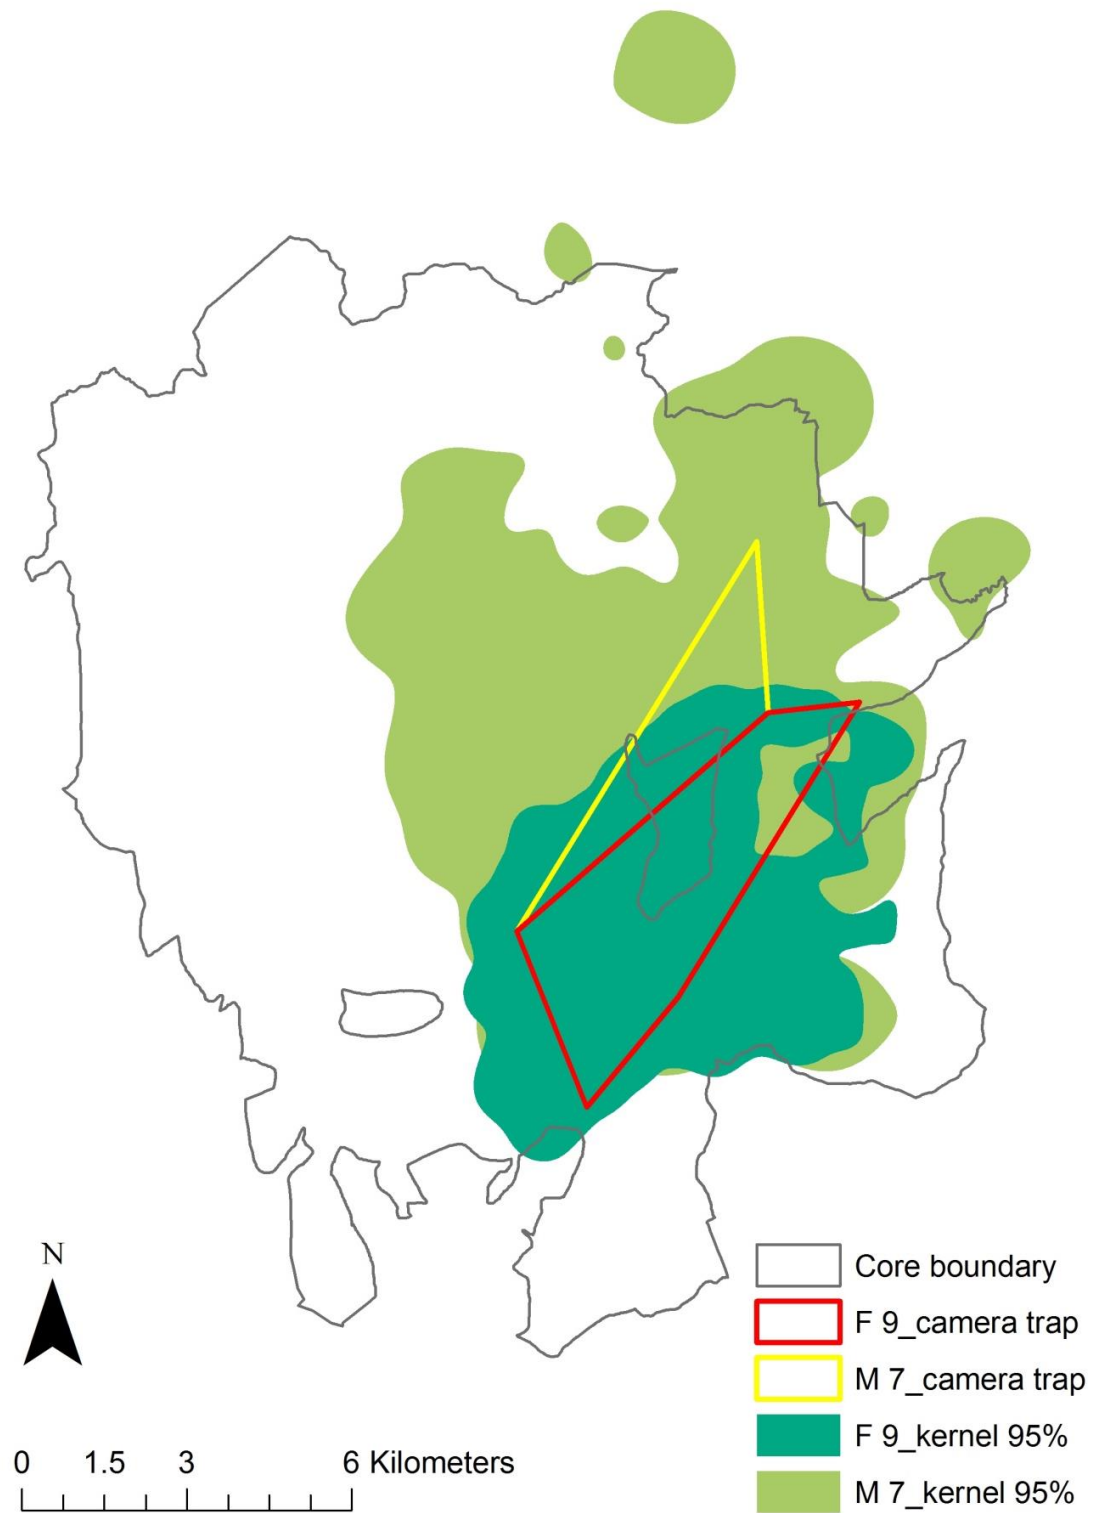 N
0 1.5 3 6 Kilometers
Core boundary
F 9_camera trap
M 7_camera trap
F 9_kernel 95%
M 7_kernel 95%